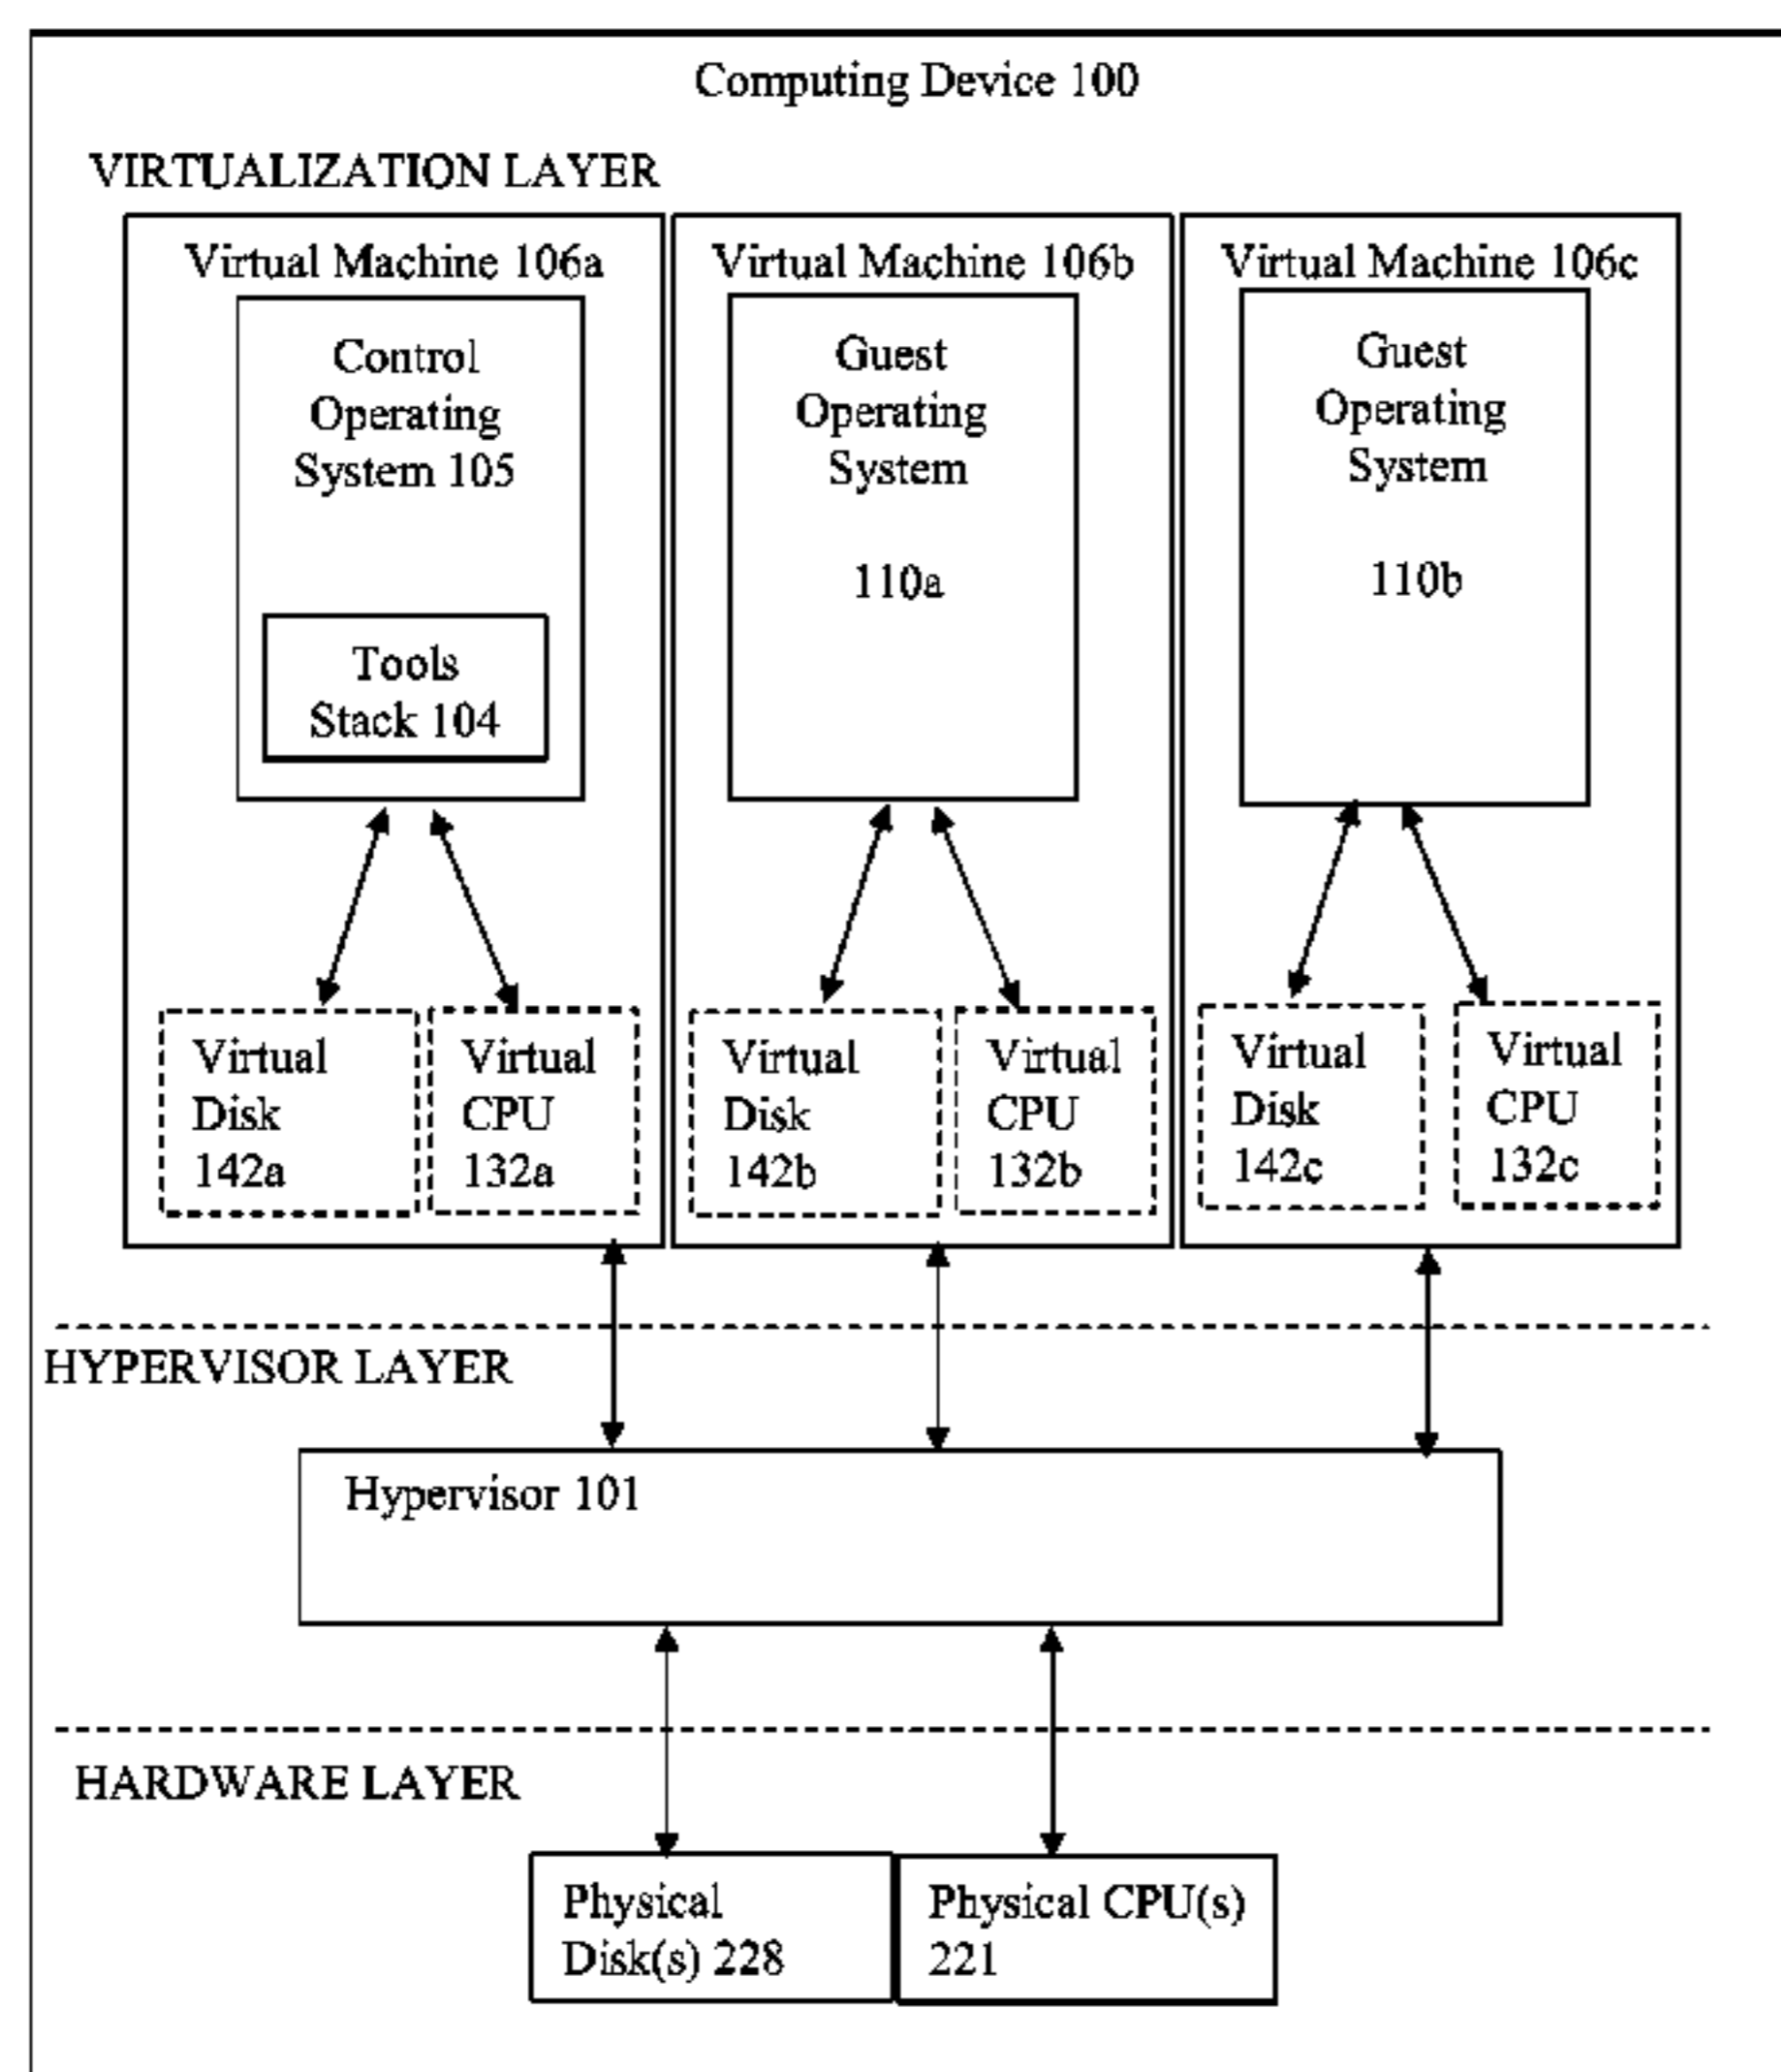 Computing Device 100
VIRTUALIZATION LAYER
Virtual Machine 106a
Control
Operating
System 105
Tools
Stack 104
Virtual
Disk
142a
Virtual
CPU
132a
Virtual Machine 106b
Guest
Operating
System
110a
Virtual
Disk
142b
Virtual
CPU
132b
Virtual Machine 106c
Guest
Operating
System
110b
Virtual
Disk
142c
Virtual
CPU
132c
HYPERVISOR LAYER
Hypervisor 101
HARDWARE LAYER
Physical
Disk(s) 228
Physical CPU(s)
221